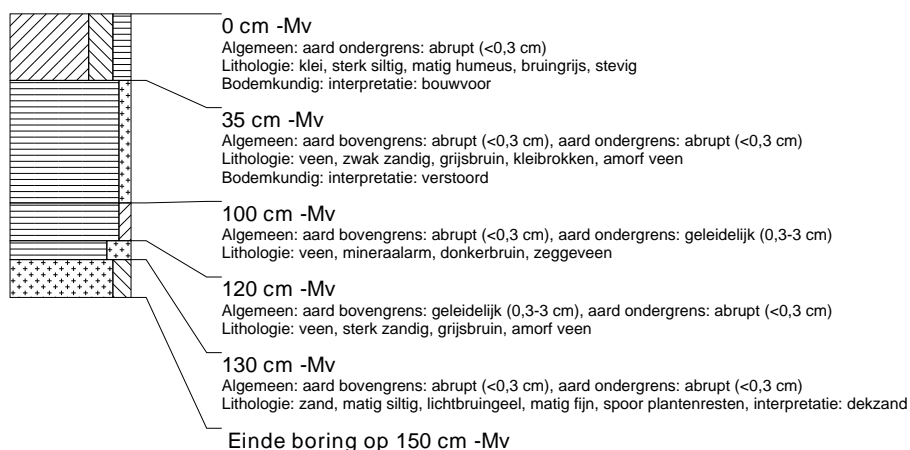 0 cm -Mv
Algemeen: aard ondergrens: abrupt (<0,3 cm)
Lithologie: klei, sterk siltig, matig humeus, bruingrijs, stevig
Bodemkundig: interpretatie: bouwvoor
35 cm -Mv
Algemeen: aard bovengrens: abrupt (<0,3 cm), aard ondergrens: abrupt (<0,3 cm)
Lithologie: veen, zwak zandig, grijsbruin, kleibrokken, amorf veen
Bodemkundig: interpretatie: verstoord
100 cm -Mv
Algemeen: aard bovengrens: abrupt (<0,3 cm), aard ondergrens: geleidelijk (0,3-3 cm)
Lithologie: veen, mineraalarm, donkerbruin, zeggeveen
120 cm -Mv
Algemeen: aard bovengrens: geleidelijk (0,3-3 cm), aard ondergrens: abrupt (<0,3 cm)
Lithologie: veen, sterk zandig, grijsbruin, amorf veen
130 cm -Mv
Algemeen: aard bovengrens: abrupt (<0,3 cm), aard ondergrens: abrupt (<0,3 cm)
Lithologie: zand, matig siltig, lichtbruingeel, matig fijn, spoor plantenresten, interpretatie: dekzand
Einde boring op 150 cm -Mv